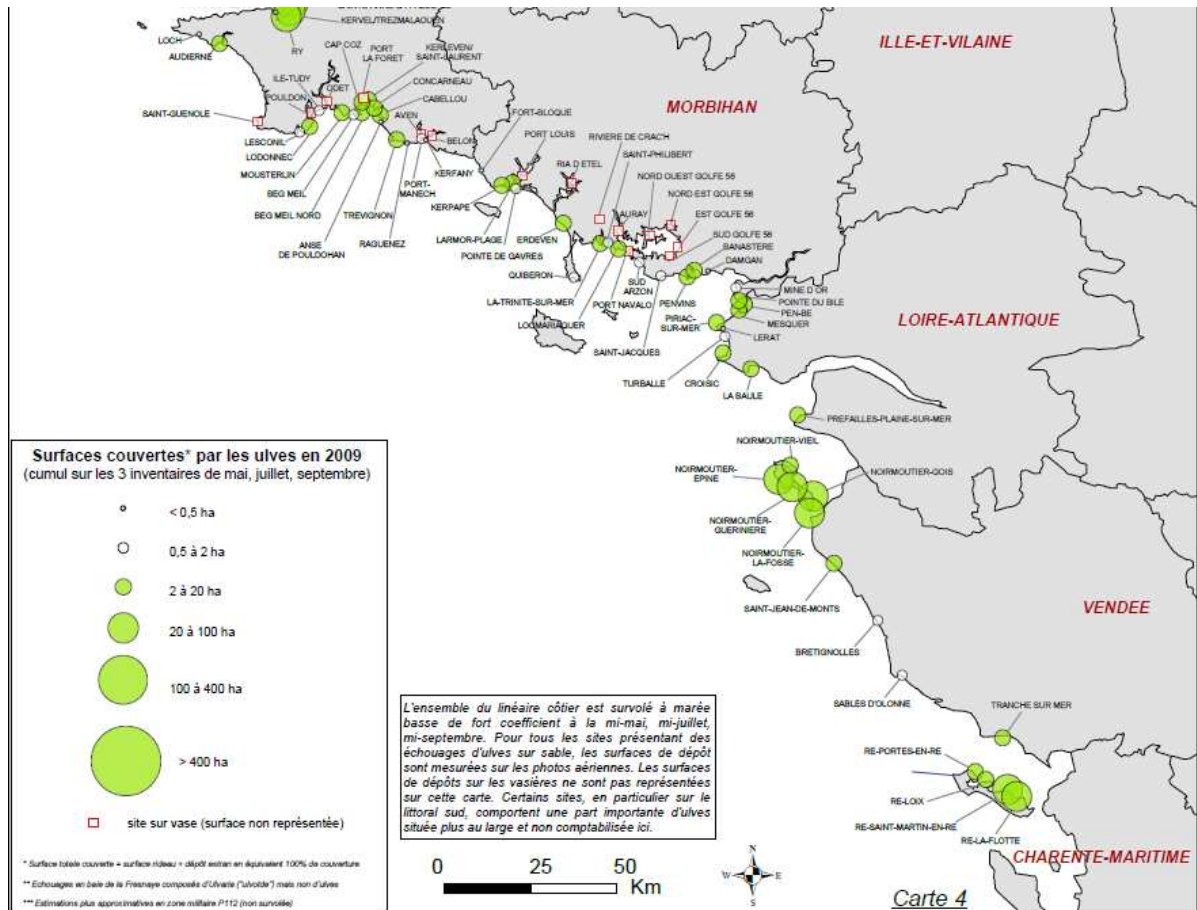 KERVEL/TREZMALAOUEN
LOCH
AUDIERNE
RY
CAP COZ
PORT
LA FORET
KERLEVEN/
SAINT-LAURENT
ILE-TUDY
ODET
POULDON
CONCARNEAU
CABELLOU
AVEN
SAINT-GUENOLE
LESCONIL
LODONNEC
MOUSTERLIN
BEG MEIL
BEG MEIL NORD
ANSE
DE POULDOHAN
TREVIGNON
RAGUENEZ
PORT-
MANECH
BELON
KERFANY
FORT-BLOQUE
PORT LOUIS
KERPAPE
LARMOR-PLAGE
POINTE DE GAVRES
RIA D ETEL
ERDEVEN
QUIBERON
RIVIERE DE CRAC'H
SAINT-PHILIBERT
AURAY
NORD OUEST GOLFE 56
NORD EST GOLFE 56
EST GOLFE 56
SUD GOLFE 56
BANASTERE
DAMGAN
LA-TRINITE-SUR-MER
LOCMARIAQUER
PORT NAVALO
SUD
ARZON
SAINT-JACQUES
PENVINS
MINE D OR
POINTE DU BILE
PEN-BE
MESQUER
PIRIAC-
SUR-MER
LERAT
TURBALLE
CROISIC
LA BAULE
PREFAILLES-PLAINE-SUR-MER
NOIRMOUTIER-VIEIL
NOIRMOUTIER-
EPINE
NOIRMOUTIER-GOIS
NOIRMOUTIER-
GUERINIERE
NOIRMOUTIER-
LA-FOSSE
SAINT-JEAN-DE-MONTS
BRETIGNOLLES
SABLES D'OLONNE
TRANCHE SUR MER
RE-PORTES-EN-RE
RE-LOIX
RE-SAINT-MARTIN-EN-RE
RE-LA-FLOTTE
ILLE-ET-VILAINE
MORBIHAN
LOIRE-ATLANTIQUE
VENDEE
CHARENTE-MARITIME
Surfaces couvertes* par les ulves en 2009
(cumul sur les 3 inventaires de mai, juillet, septembre)
< 0,5 ha
0,5 à 2 ha
2 à 20 ha
20 à 100 ha
100 à 400 ha
> 400 ha
site sur vase (surface non représentée)
* Surface totale couverte = surface rideau + dépôt estran en équivalent 100% de couverture
** Echouages en baie de la Fresnaye composés d'Ulvaria ("ulvoïde") mais non d'ulves
*** Estimations plus approximatives en zone militaire P112 (non survolée)
L'ensemble du linéaire côtier est survolé à marée
basse de fort coefficient à la mi-mai, mi-juillet,
mi-septembre. Pour tous les sites présentant des
échouages d'ulves sur sable, les surfaces de dépôt
sont mesurées sur les photos aériennes. Les surfaces
de dépôts sur les vasières ne sont pas représentées
sur cette carte. Certains sites, en particulier sur le
littoral sud, comportent une part importante d'ulves
située plus au large et non comptabilisée ici.
0 25 50
Km
N
W E
S
Carte 4